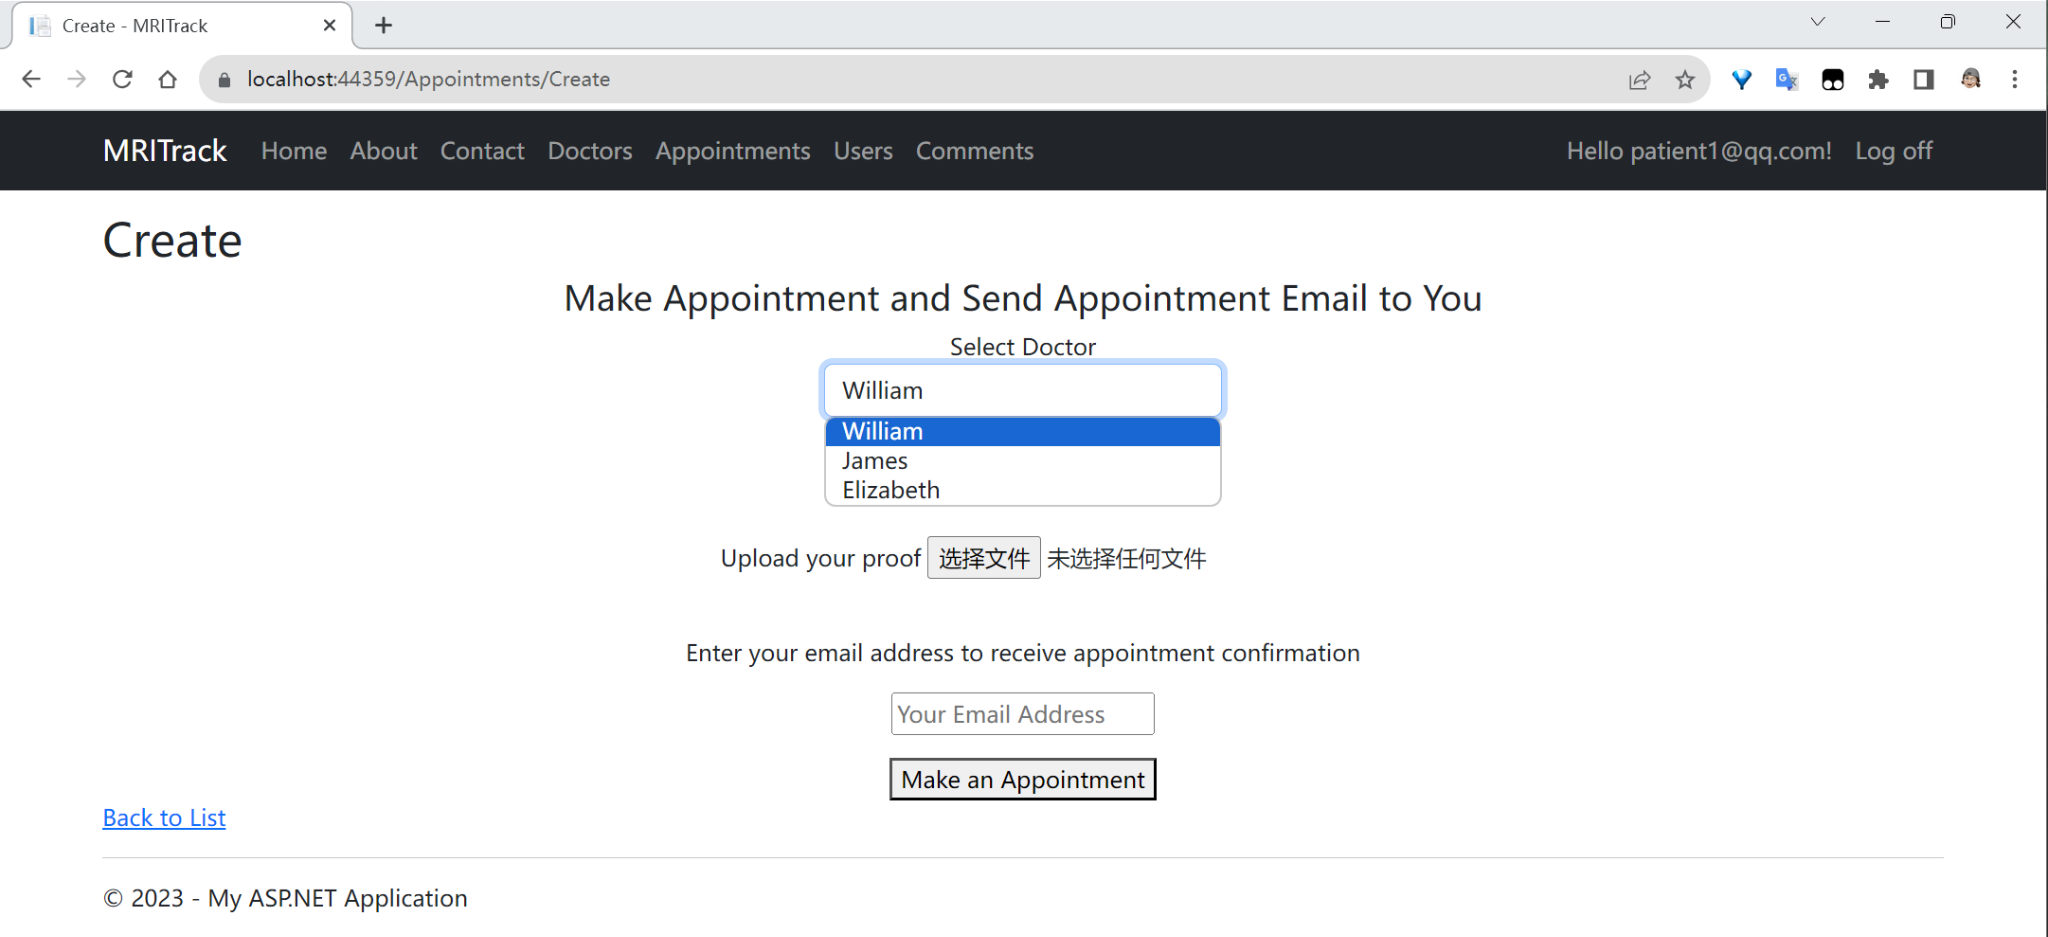 Create - MRITrack
localhost:44359/Appointments/Create
MRITrack Home About Contact Doctors Appointments Users Comments Hello patient1@qq.com! Log off
Create
Make Appointment and Send Appointment Email to You
Select Doctor
William
William
James
Elizabeth
Upload your proof 选择文件 未选择任何文件
Enter your email address to receive appointment confirmation
Your Email Address
Make an Appointment
Back to List
© 2023 - My ASP.NET Application